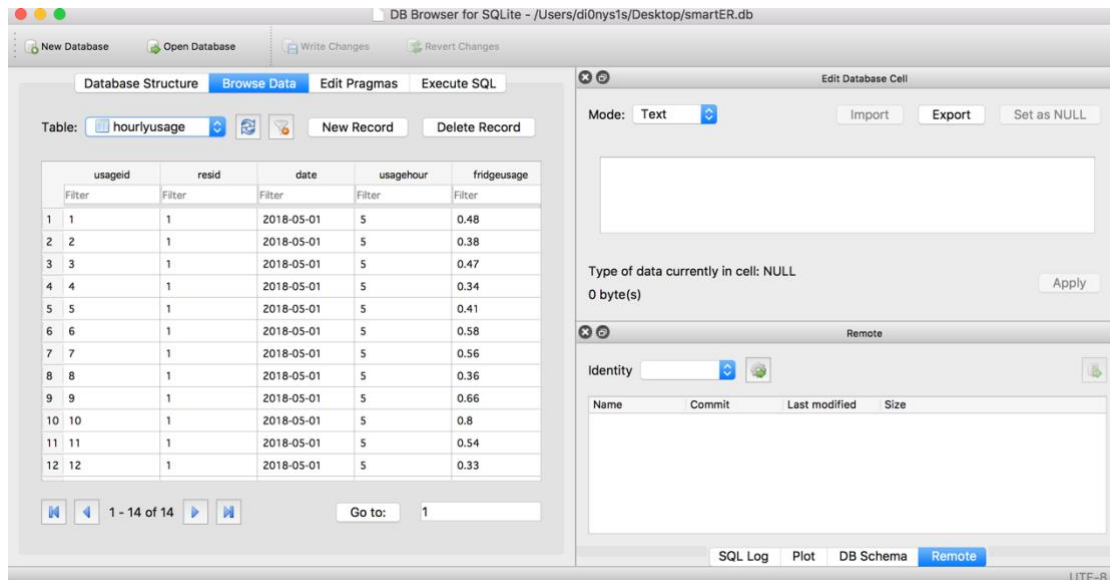 DB Browser for SQLite - /Users/di0nys1s/Desktop/smartER.db
New Database Open Database Write Changes Revert Changes
Database Structure Browse Data Edit Pragmas Execute SQL
Table: hourlyusage New Record Delete Record
usageid resid date usagehour fridgeusage
Filter Filter Filter Filter Filter
1 1 1 2018-05-01 5 0.48
2 2 1 2018-05-01 5 0.38
3 3 1 2018-05-01 5 0.47
4 4 1 2018-05-01 5 0.34
5 5 1 2018-05-01 5 0.41
6 6 1 2018-05-01 5 0.58
7 7 1 2018-05-01 5 0.56
8 8 1 2018-05-01 5 0.36
9 9 1 2018-05-01 5 0.66
10 10 1 2018-05-01 5 0.8
11 11 1 2018-05-01 5 0.54
12 12 1 2018-05-01 5 0.33
1 - 14 of 14 Go to: 1
Edit Database Cell
Mode: Text Import Export Set as NULL
Type of data currently in cell: NULL
0 byte(s)
Apply
Remote
Identity
Name Commit Last modified Size
SQL Log Plot DB Schema Remote
UTF-8